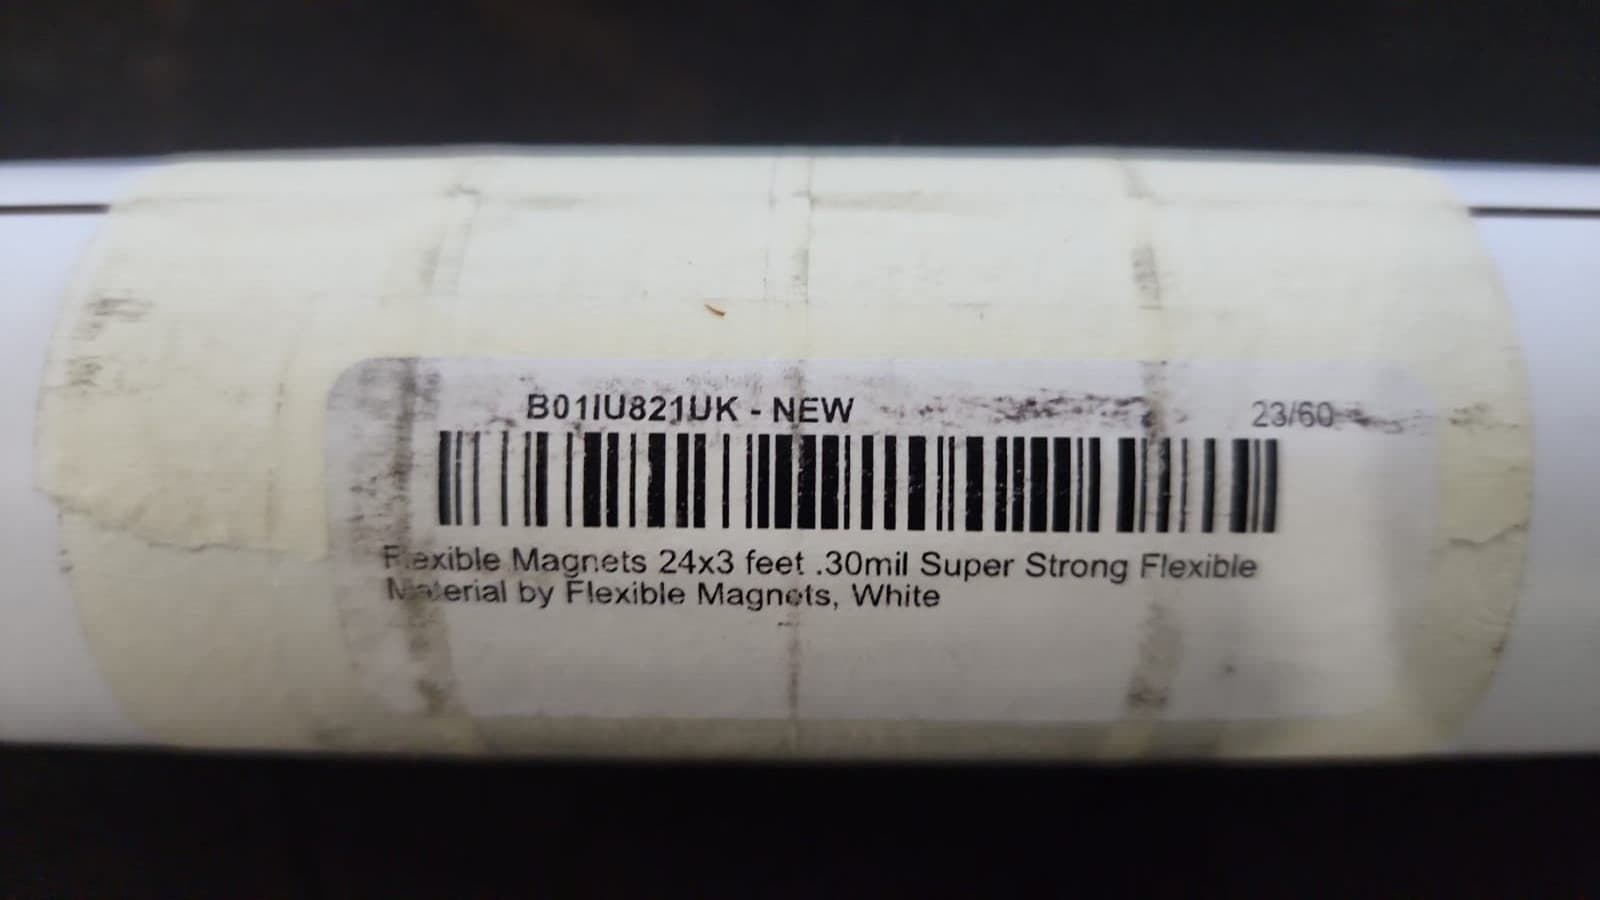 B01IU821UK - NEW
23/60
Flexible Magnets 24x3 feet .30mil Super Strong Flexible
Material by Flexible Magnets, White